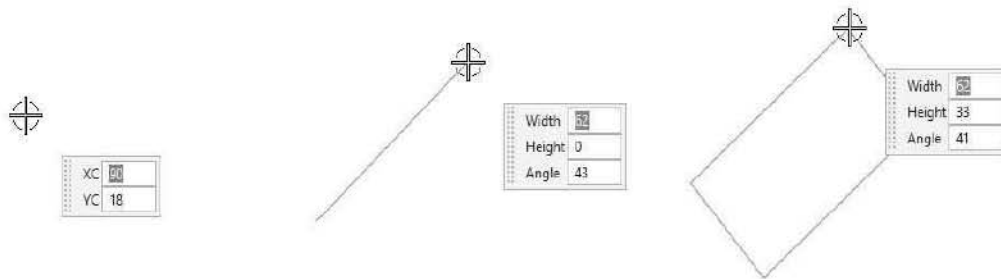 XC 90
YC 18
Width 62
Height 0
Angle 43
Width 62
Height 33
Angle 41